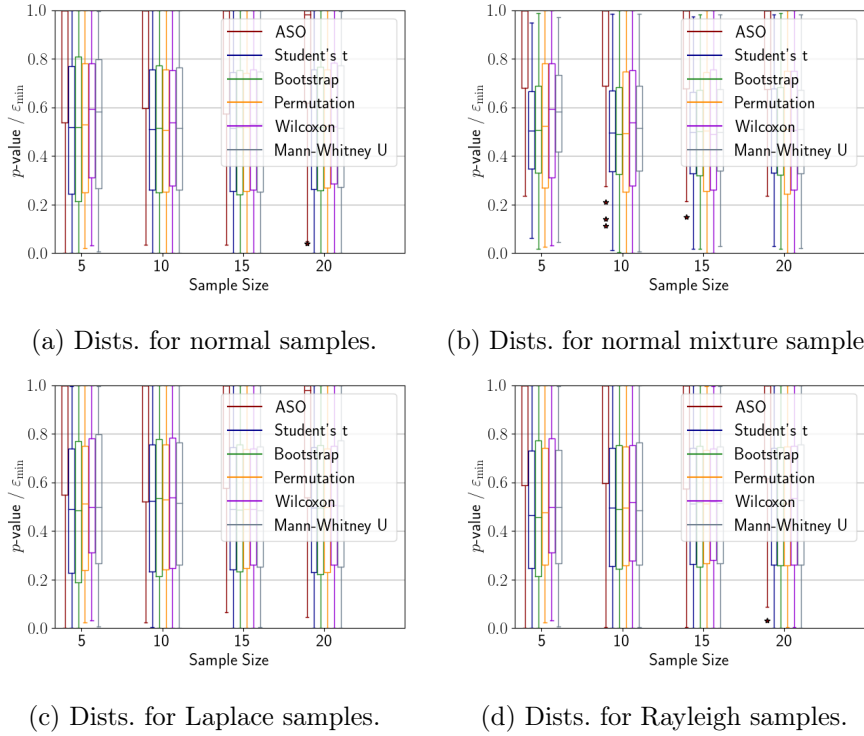 1.0
0.8
0.6
0.4
0.2
0.0
p-value / εmin
5 10 15 20
Sample Size
ASO
Student's t
Bootstrap
Permutation
Wilcoxon
Mann-Whitney U
(a) Dists. for normal samples.
1.0
0.8
0.6
0.4
0.2
0.0
p-value / εmin
5 10 15 20
Sample Size
ASO
Student's t
Bootstrap
Permutation
Wilcoxon
Mann-Whitney U
(b) Dists. for normal mixture sample
1.0
0.8
0.6
0.4
0.2
0.0
p-value / εmin
5 10 15 20
Sample Size
ASO
Student's t
Bootstrap
Permutation
Wilcoxon
Mann-Whitney U
(c) Dists. for Laplace samples.
1.0
0.8
0.6
0.4
0.2
0.0
p-value / εmin
5 10 15 20
Sample Size
ASO
Student's t
Bootstrap
Permutation
Wilcoxon
Mann-Whitney U
(d) Dists. for Rayleigh samples.